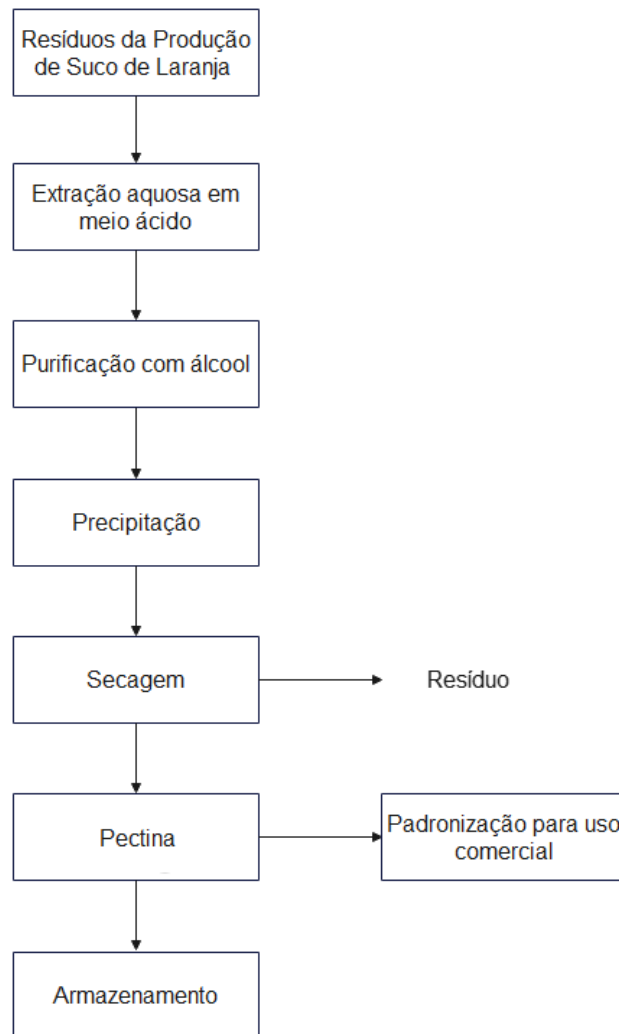 Resíduos da Produção
de Suco de Laranja
Extração aquosa em
meio ácido
Purificação com álcool
Precipitação
Secagem
Resíduo
Pectina
Padronização para uso
comercial
Armazenamento